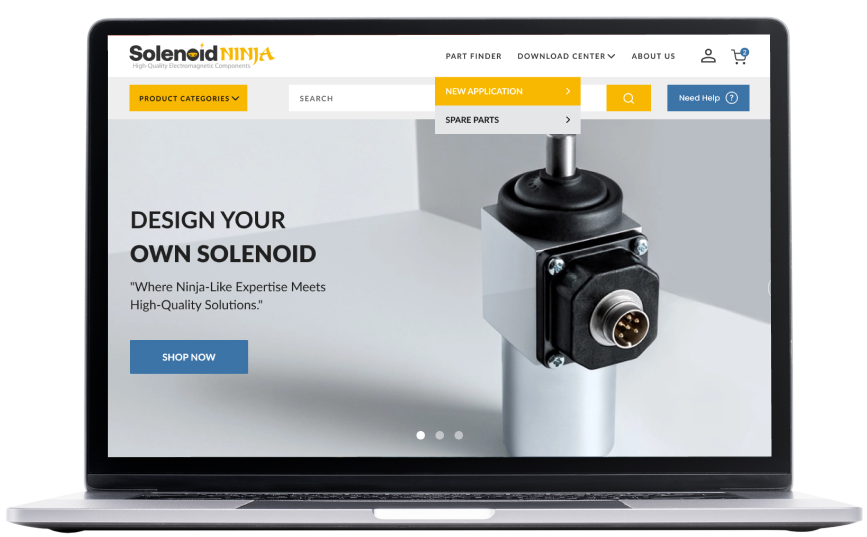 Solenoid NINJA
High-Quality Electromagnetic Components
PART FINDER
DOWNLOAD CENTER
ABOUT US
2
PRODUCT CATEGORIES
SEARCH
NEW APPLICATION
SPARE PARTS
Need Help ?
DESIGN YOUR
OWN SOLENOID
"Where Ninja-Like Expertise Meets
High-Quality Solutions."
SHOP NOW